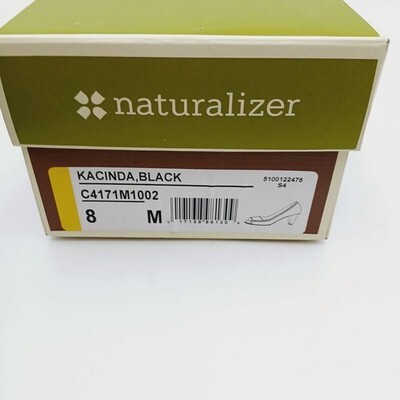 naturalizer
KACINDA,BLACK
5100122476
S4
C4171M1002
8 M